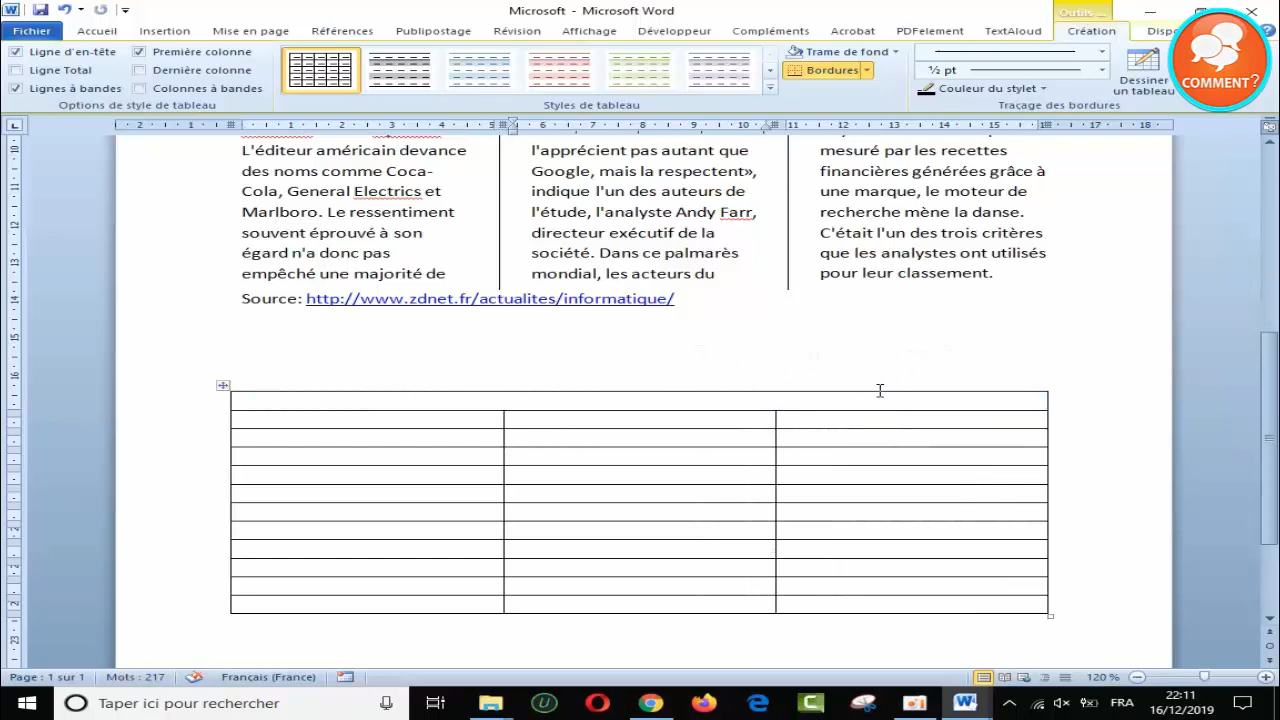 Microsoft - Microsoft Word
Outils ...
Fichier Accueil Insertion Mise en page Références Publipostage Révision Affichage Développeur Compléments Acrobat PDFelement TextAloud Création
Ligne d'en-tête Première colonne
Ligne Total Dernière colonne
Lignes à bandes Colonnes à bandes
Options de style de tableau
Styles de tableau
Trame de fond
Bordures
½ pt
Couleur du stylet
Dessiner un tableau
Traçage des bordures
COMMENT?
L'éditeur américain devance
des noms comme Coca-
Cola, General Electrics et
Marlboro. Le ressentiment
souvent éprouvé à son
égard n'a donc pas
empêché une majorité de
l'apprécient pas autant que
Google, mais la respectent»,
indique l'un des auteurs de
l'étude, l'analyste Andy Farr,
directeur exécutif de la
société. Dans ce palmarès
mondial, les acteurs du
mesuré par les recettes
financières générées grâce à
une marque, le moteur de
recherche mène la danse.
C'était l'un des trois critères
que les analystes ont utilisés
pour leur classement.
Source: http://www.zdnet.fr/actualites/informatique/
Page : 1 sur 1 Mots : 217 Français (France) 120 %
Taper ici pour rechercher
FRA
22:11
16/12/2019